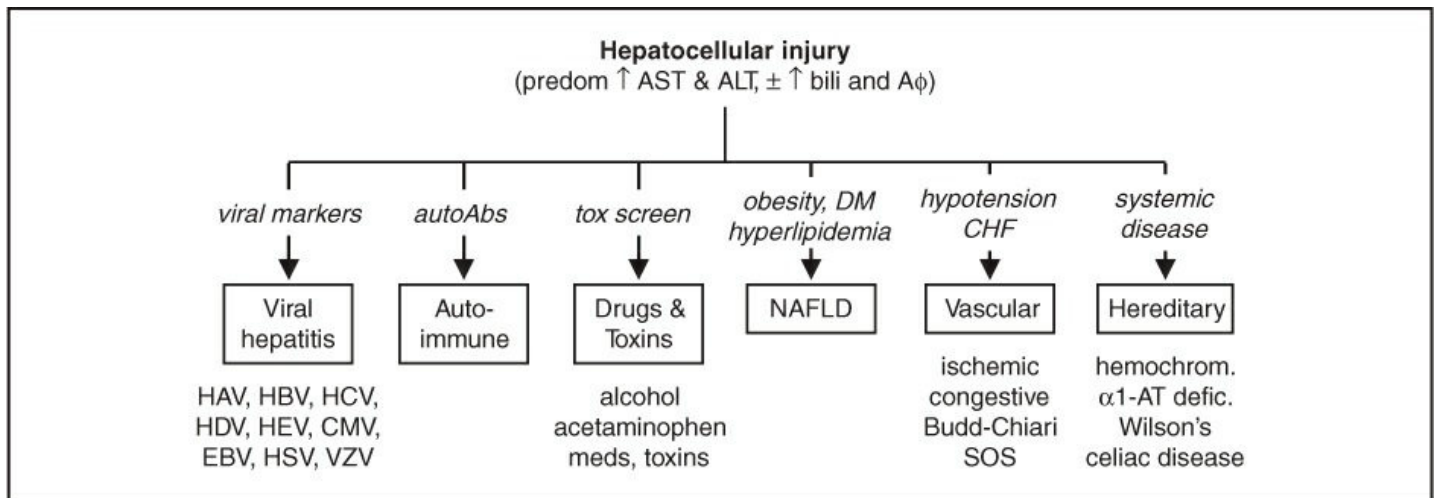 Hepatocellular injury
(predom ↑ AST & ALT, ± ↑ bili and Aϕ)
viral markers
autoAbs
tox screen
obesity, DM
hyperlipidemia
hypotension
CHF
systemic
disease
Viral
hepatitis
Auto-
immune
Drugs &
Toxins
NAFLD
Vascular
Hereditary
HAV, HBV, HCV,
HDV, HEV, CMV,
EBV, HSV, VZV
alcohol
acetaminophen
meds, toxins
ischemic
congestive
Budd-Chiari
SOS
hemochrom.
α1-AT defic.
Wilson's
celiac disease